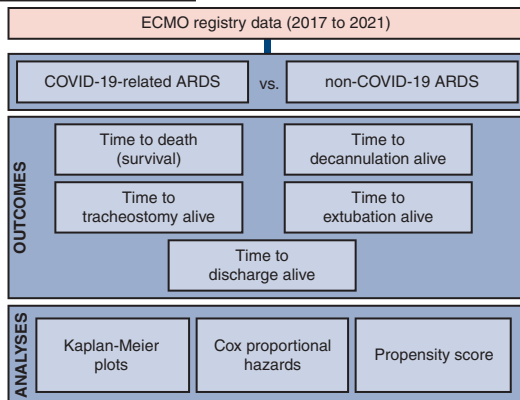 ECMO registry data (2017 to 2021)
COVID-19-related ARDS
vs.
non-COVID-19 ARDS
OUTCOMES
Time to death
(survival)
Time to
decannulation alive
Time to
tracheostomy alive
Time to
extubation alive
Time to
discharge alive
ANALYSES
Kaplan-Meier
plots
Cox proportional
hazards
Propensity score